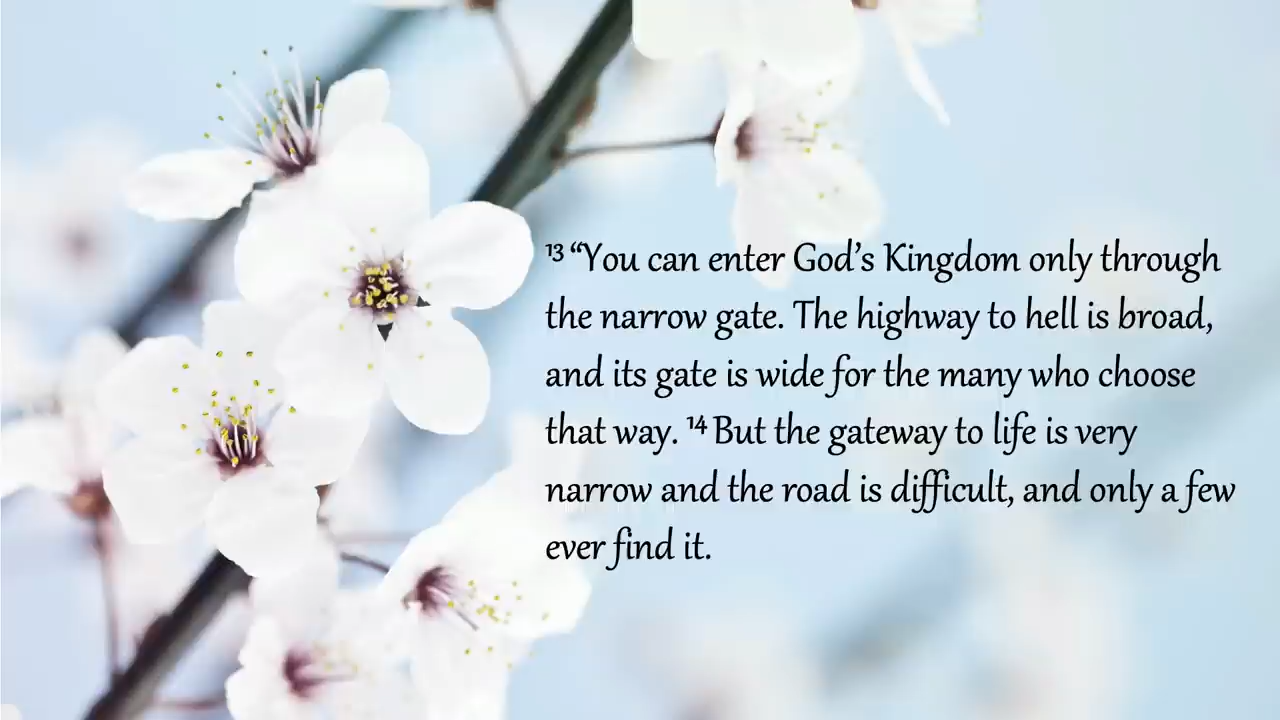 ¹³ “You can enter God’s Kingdom only through
the narrow gate. The highway to hell is broad,
and its gate is wide for the many who choose
that way. ¹⁴ But the gateway to life is very
narrow and the road is difficult, and only a few
ever find it.